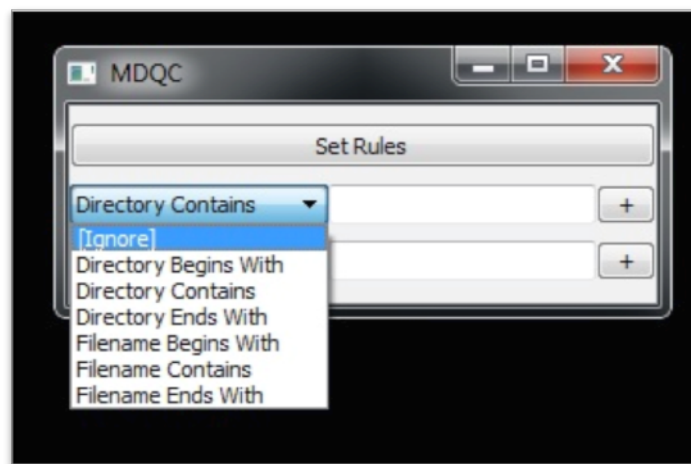 MDQC
Set Rules
Directory Contains
+
[Ignore]
+
Directory Begins With
Directory Contains
Directory Ends With
Filename Begins With
Filename Contains
Filename Ends With